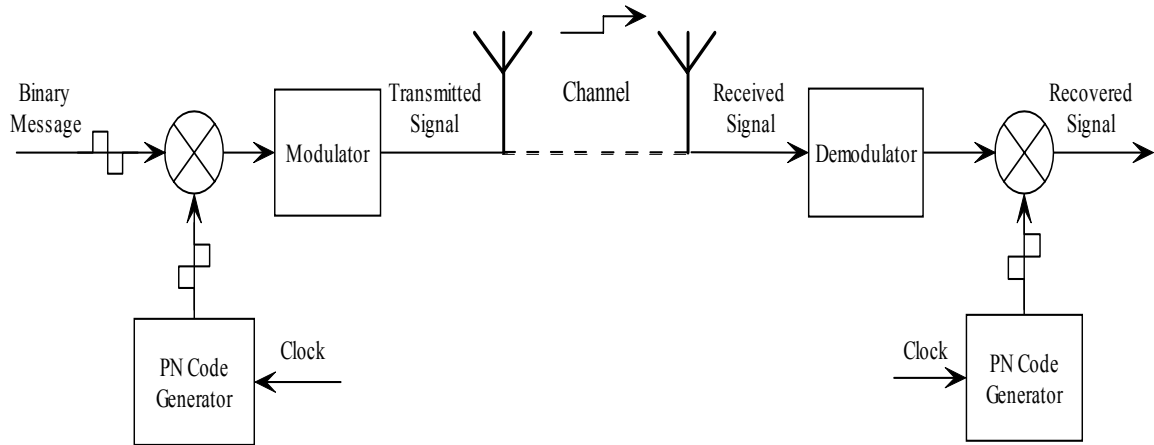 Binary
Message
Modulator
Transmitted
Signal
Channel
Received
Signal
Demodulator
Recovered
Signal
PN Code
Generator
Clock
Clock
PN Code
Generator